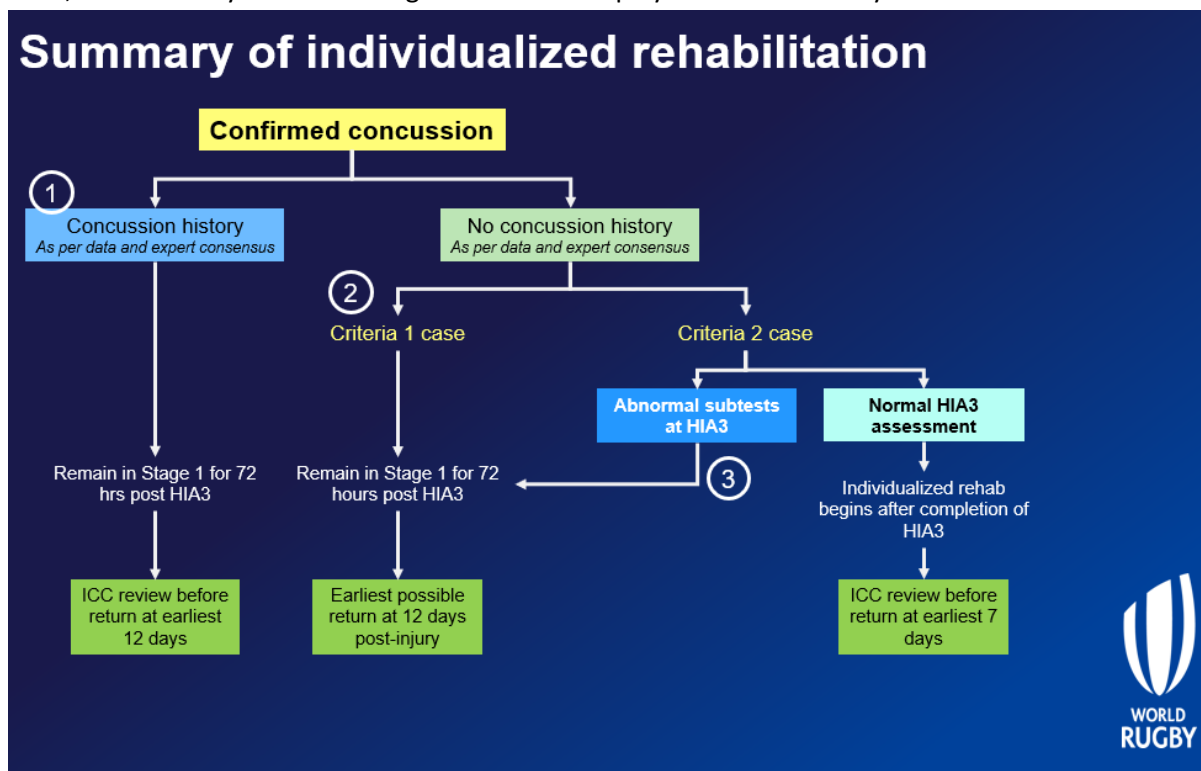 Summary of individualized rehabilitation
Confirmed concussion
1
Concussion history
As per data and expert consensus
No concussion history
As per data and expert consensus
2
Criteria 1 case
Criteria 2 case
Abnormal subtests
at HIA3
Normal HIA3
assessment
3
Remain in Stage 1 for 72
hrs post HIA3
Remain in Stage 1 for 72
hours post HIA3
Individualized rehab
begins after completion of
HIA3
ICC review before
return at earliest
12 days
Earliest possible
return at 12 days
post-injury
ICC review before
return at earliest 7
days
WORLD
RUGBY